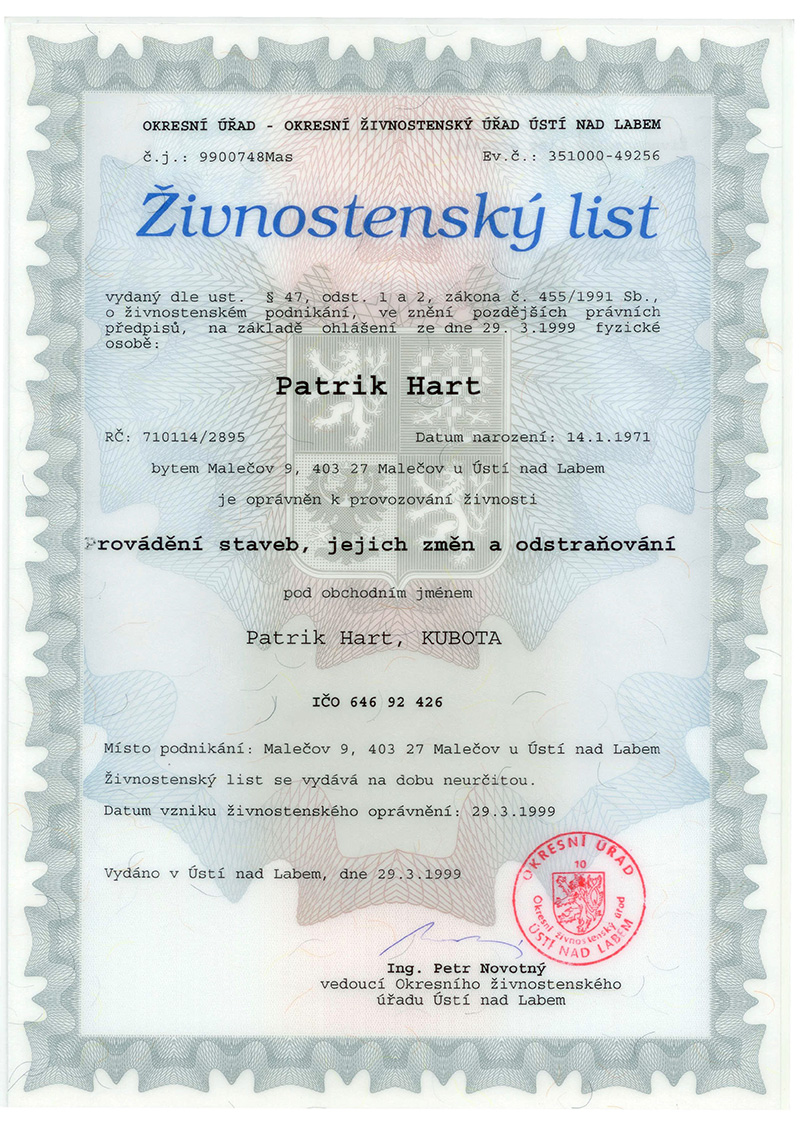 OKRESNÍ ÚŘAD - OKRESNÍ ŽIVNOSTENSKÝ ÚŘAD ÚSTÍ NAD LABEM
č.j.: 9900748Mas Ev.č.: 351000-49256
Živnostenský list
vydaný dle ust. § 47, odst. 1 a 2, zákona č. 455/1991 Sb.,
o živnostenském podnikání, ve znění pozdějších právních
předpisů, na základě ohlášení ze dne 29. 3.1999 fyzické
osobě:
Patrik Hart
RČ: 710114/2895 Datum narození: 14.1.1971
bytem Malečov 9, 403 27 Malečov u Ústí nad Labem
je oprávněn k provozování živnosti
Provádění staveb, jejich změn a odstraňování
pod obchodním jménem
Patrik Hart, KUBOTA
IČO 646 92 426
Místo podnikání: Malečov 9, 403 27 Malečov u Ústí nad Labem
Živnostenský list se vydává na dobu neurčitou.
Datum vzniku živnostenského oprávnění: 29.3.1999
Vydáno v Ústí nad Labem, dne 29.3.1999
OKRESNÍ ÚŘAD
10
Okresní živnostenský úřad
ÚSTÍ NAD LABEM
Ing. Petr Novotný
vedoucí Okresního živnostenského
úřadu Ústí nad Labem